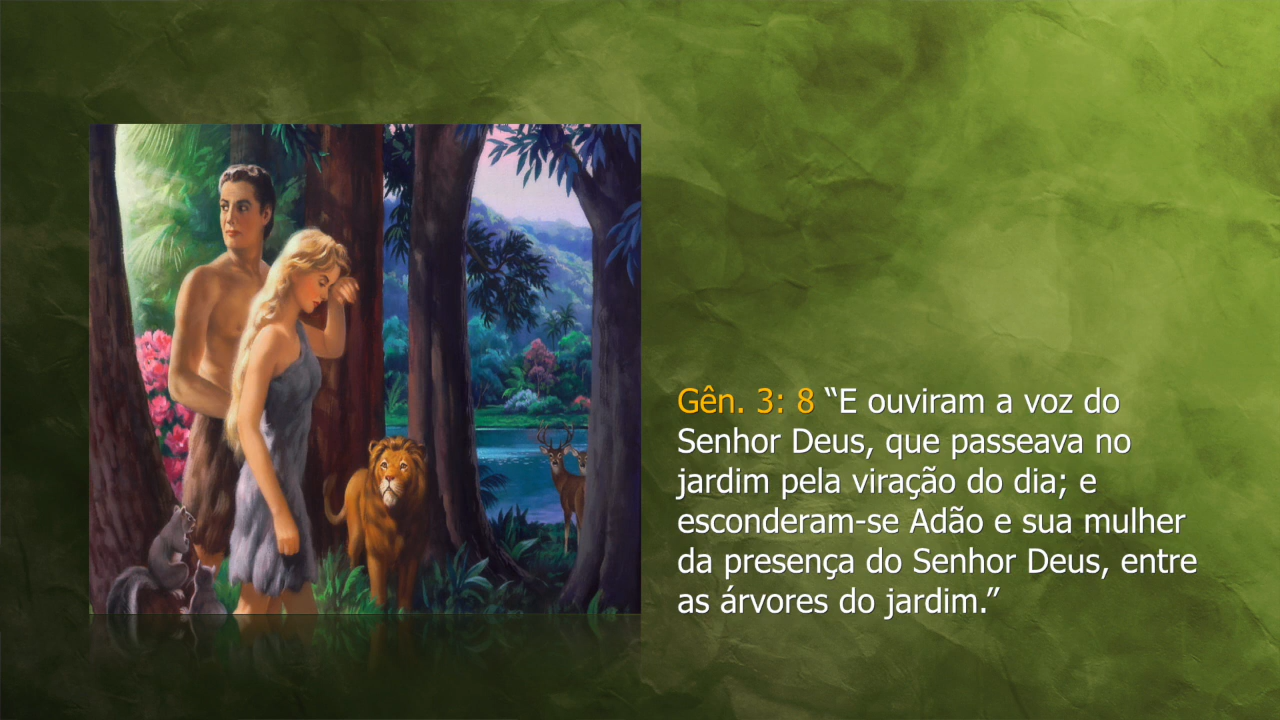 Gên. 3: 8 “E ouviram a voz do
Senhor Deus, que passeava no
jardim pela viração do dia; e
esconderam-se Adão e sua mulher
da presença do Senhor Deus, entre
as árvores do jardim.”